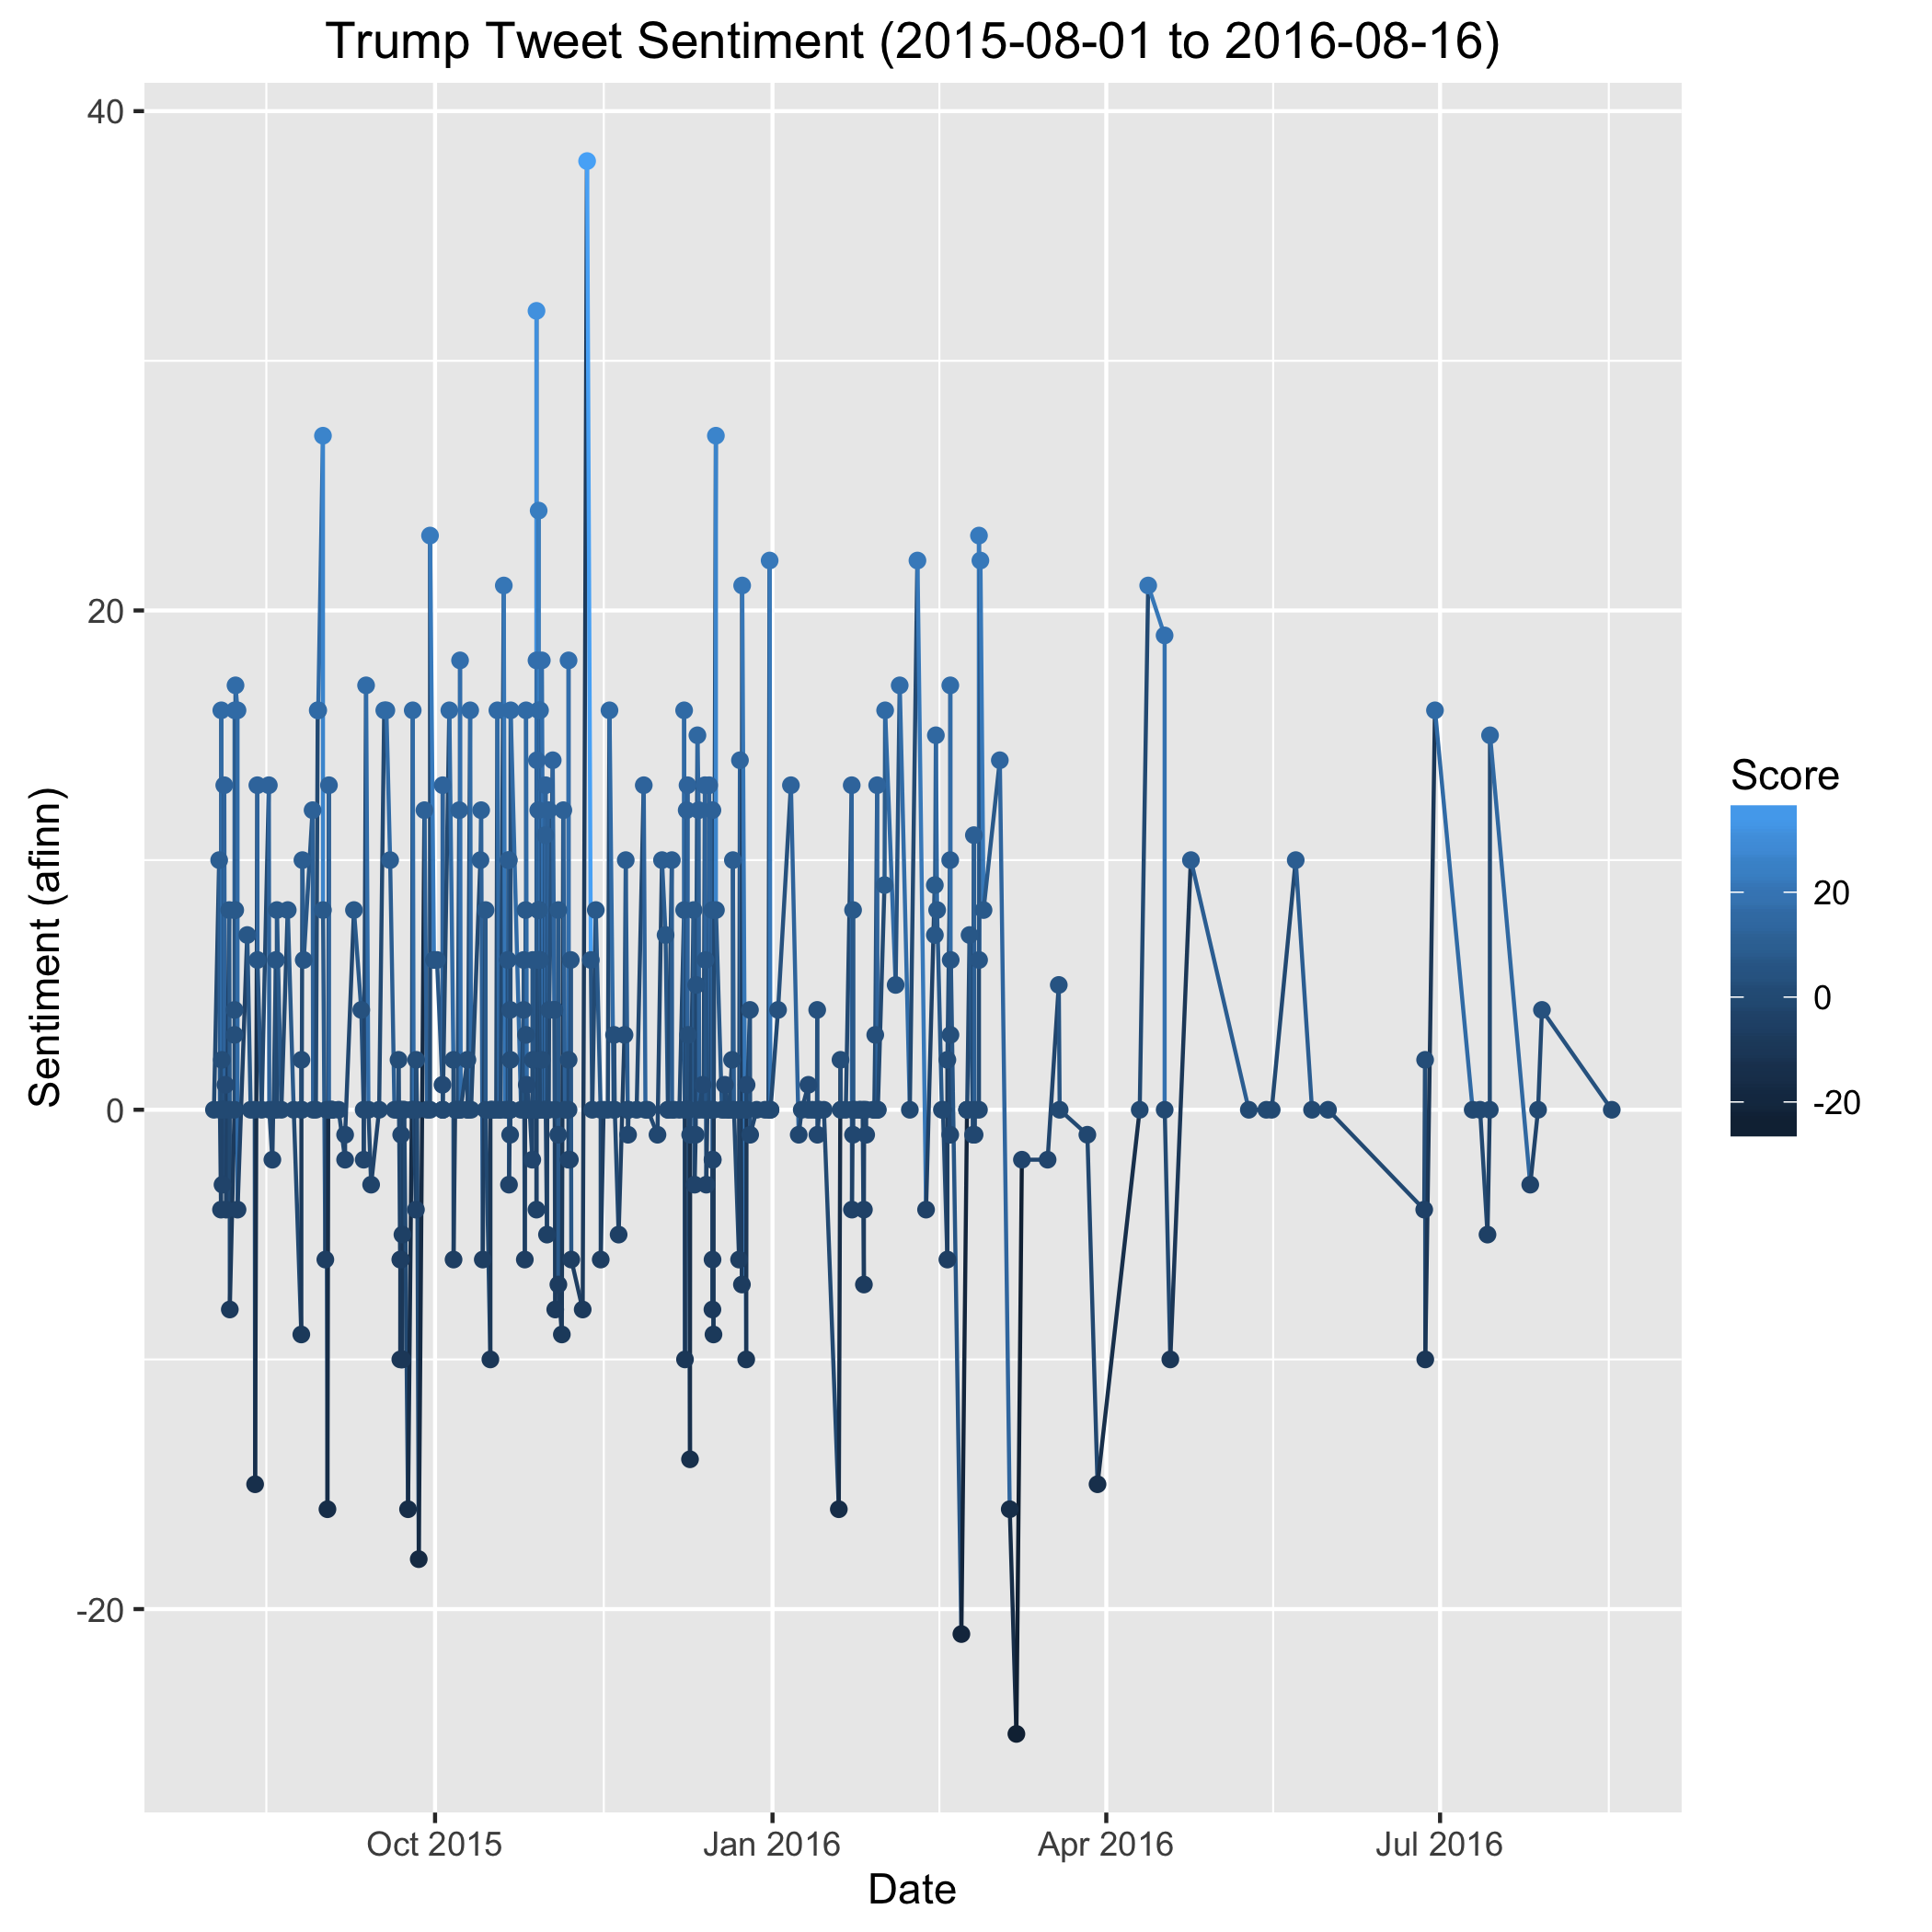 Trump Tweet Sentiment (2015-08-01 to 2016-08-16)
40
20
0
-20
Sentiment (afinn)
Oct 2015
Jan 2016
Apr 2016
Jul 2016
Date
Score
20
0
-20